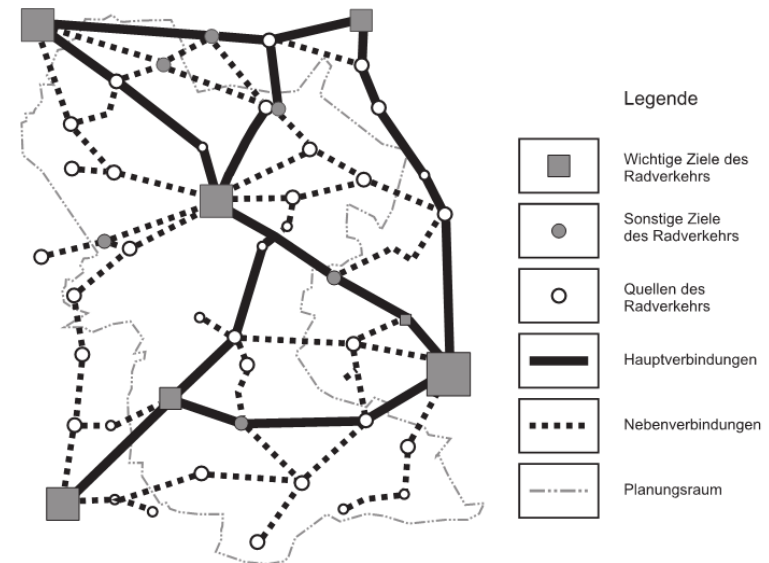 Legende
Wichtige Ziele des
Radverkehrs
Sonstige Ziele
des Radverkehrs
Quellen des
Radverkehrs
Hauptverbindungen
Nebenverbindungen
Planungsraum